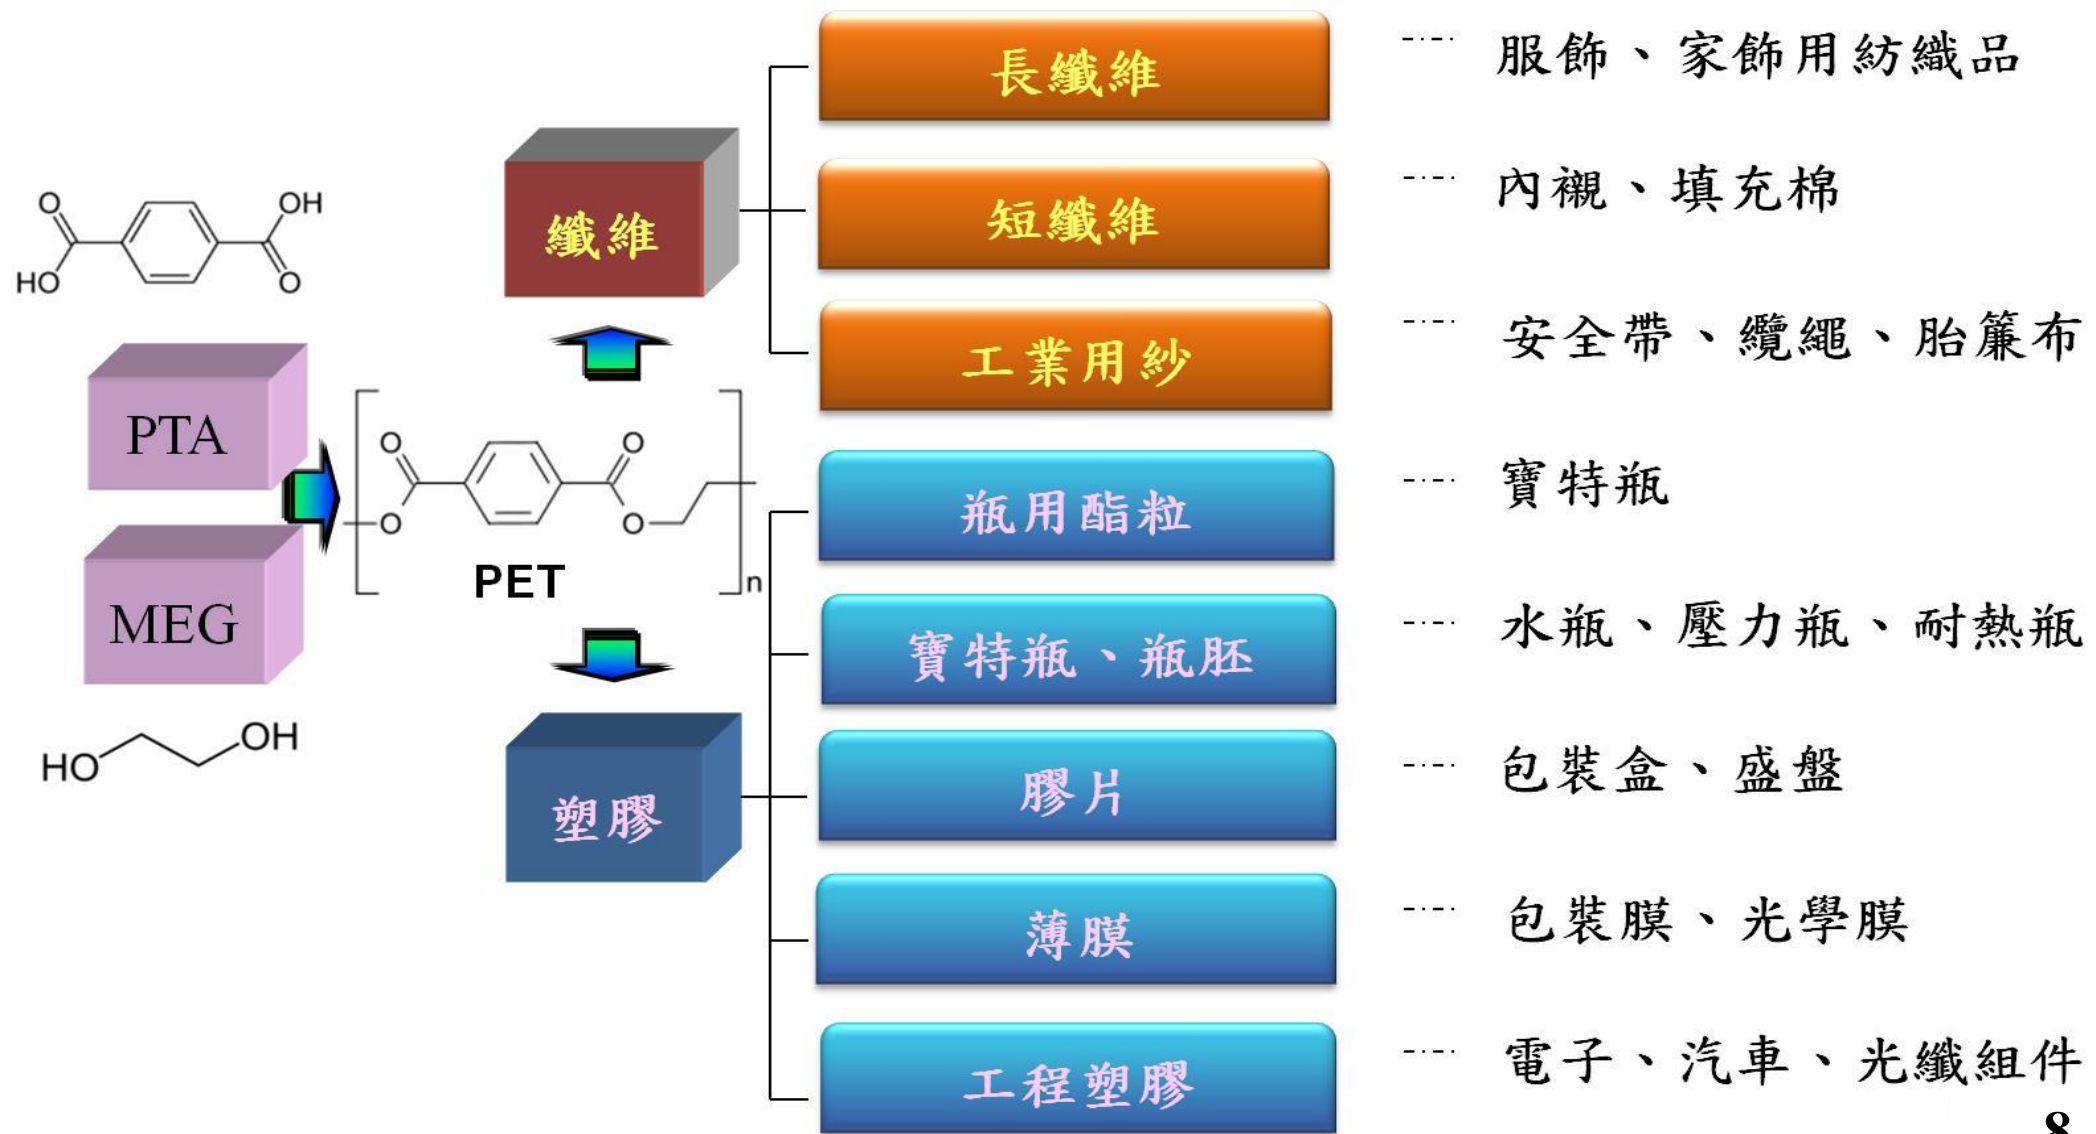 長纖維
服飾、家飾用紡織品
纖維
短纖維
內襯、填充棉
工業用紗
安全帶、纜繩、胎簾布
O
OH
HO
O
PTA
MEG
HO
OH
O
O
O
O
n
PET
瓶用酯粒
寶特瓶
寶特瓶、瓶胚
水瓶、壓力瓶、耐熱瓶
塑膠
膠片
包裝盒、盛盤
薄膜
包裝膜、光學膜
工程塑膠
電子、汽車、光纖組件
8